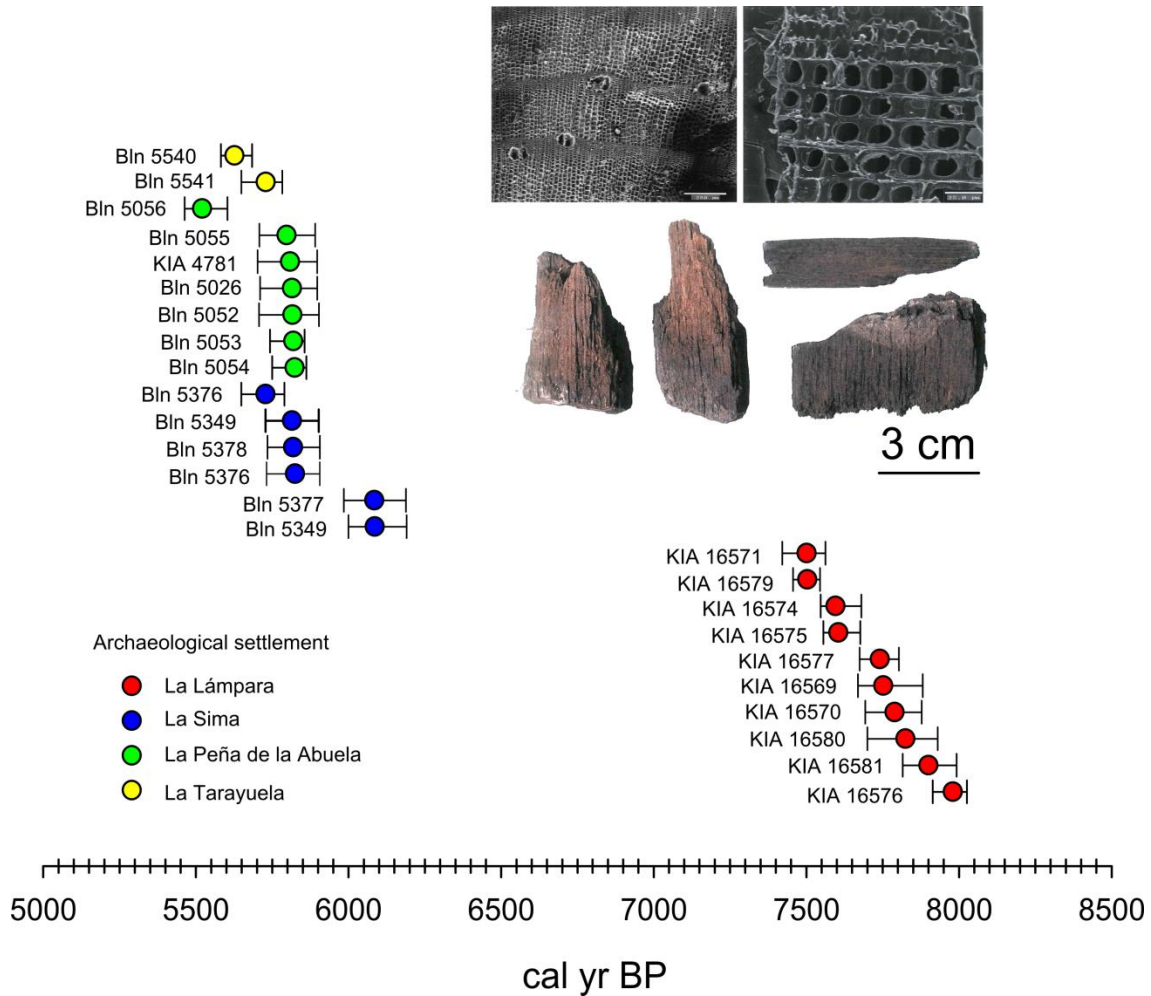 Bln 5540
Bln 5541
Bln 5056
Bln 5055
KIA 4781
Bln 5026
Bln 5052
Bln 5053
Bln 5054
Bln 5376
Bln 5349
Bln 5378
Bln 5376
Bln 5377
Bln 5349
3 cm
KIA 16571
KIA 16579
KIA 16574
KIA 16575
KIA 16577
KIA 16569
KIA 16570
KIA 16580
KIA 16581
KIA 16576
Archaeological settlement
La Lámpara
La Sima
La Peña de la Abuela
La Tarayuela
5000 5500 6000 6500 7000 7500 8000 8500
cal yr BP